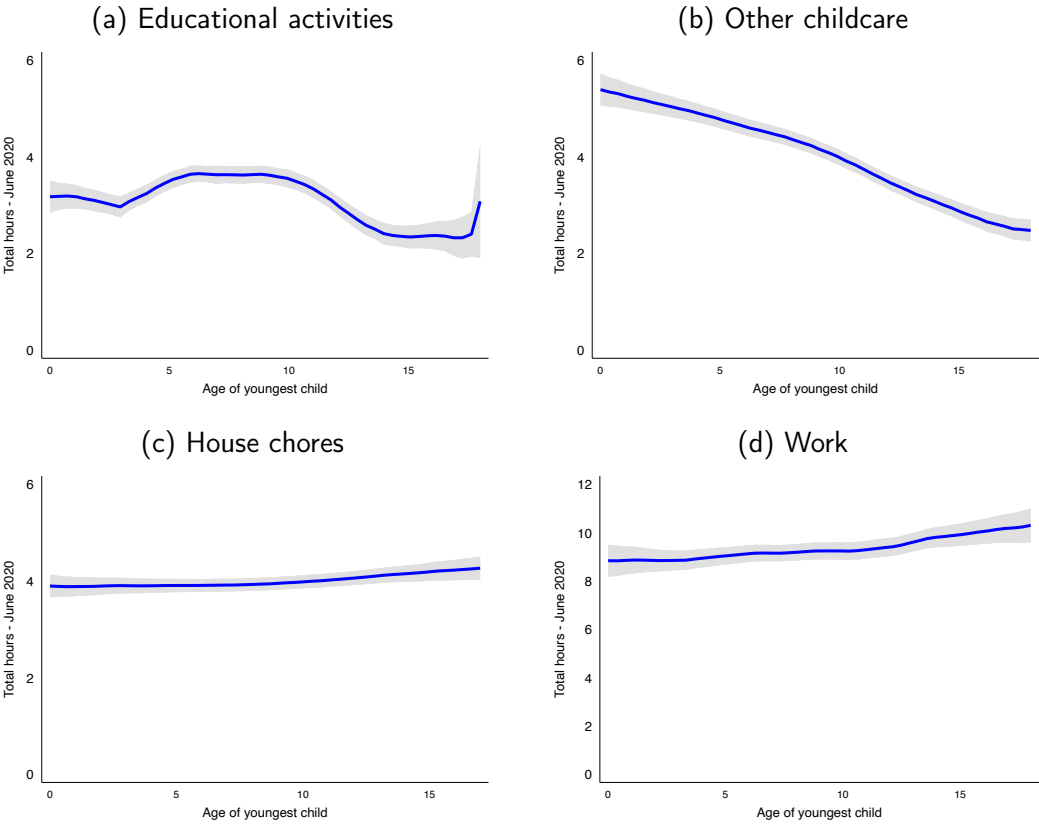 (a) Educational activities
6
4
2
0
Total hours - June 2020
0 5 10 15
Age of youngest child
(b) Other childcare
6
4
2
0
Total hours - June 2020
0 5 10 15
Age of youngest child
(c) House chores
6
4
2
0
Total hours - June 2020
0 5 10 15
Age of youngest child
(d) Work
12
10
8
6
4
2
0
Total hours - June 2020
0 5 10 15
Age of youngest child